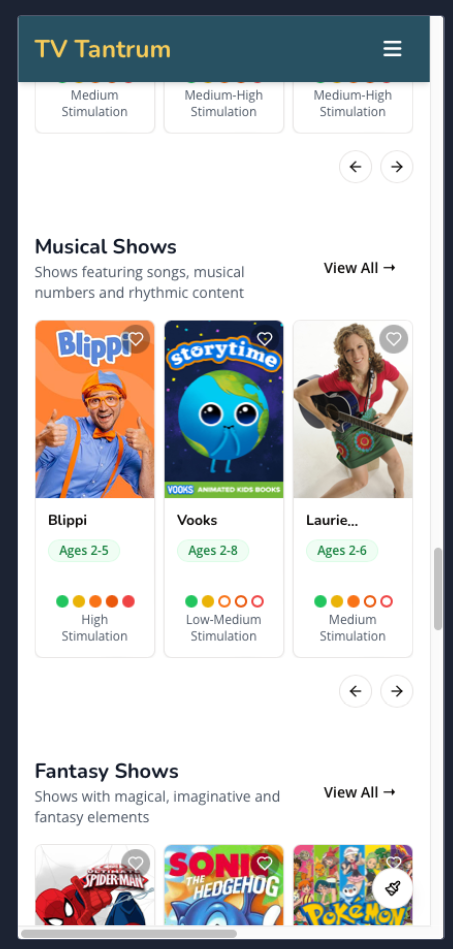 TV Tantrum
Medium
Stimulation
Medium-High
Stimulation
Medium-High
Stimulation
Musical Shows
Shows featuring songs, musical
numbers and rhythmic content
View All →
Blippi
storytime
VOOKS ANIMATED KIDS BOOKS
Blippi
Vooks
Laurie...
Ages 2-5
Ages 2-8
Ages 2-6
High
Stimulation
Low-Medium
Stimulation
Medium
Stimulation
Fantasy Shows
Shows with magical, imaginative and
fantasy elements
View All →
ULTIMATE
SPIDER-MAN
SONIC
THE
HEDGEHOG
POKÉMON